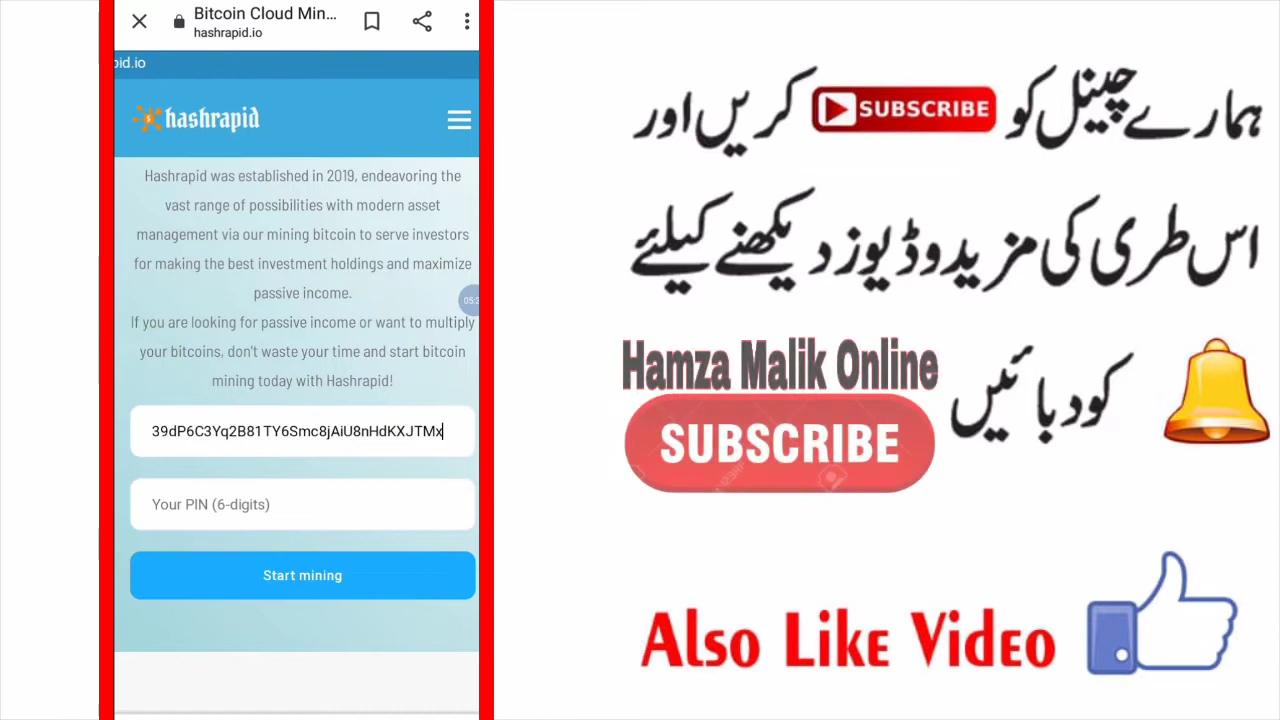 Bitcoin Cloud Min...
hashrapid.io
pid.io
hashrapid
Hashrapid was established in 2019, endeavoring the
vast range of possibilities with modern asset
management via our mining bitcoin to serve investors
for making the best investment holdings and maximize
passive income.
If you are looking for passive income or want to multiply
your bitcoins, don't waste your time and start bitcoin
mining today with Hashrapid!
39dP6C3Yq2B81TY6Smc8jAiU8nHdKXJTMx
Your PIN (6-digits)
Start mining
ہمارے چینل کو SUBSCRIBE کریں اور
اس طری کی مزید وڈیوز دیکھنے کیلئے
Hamza Malik Online
SUBSCRIBE
کو دبائیں
Also Like Video